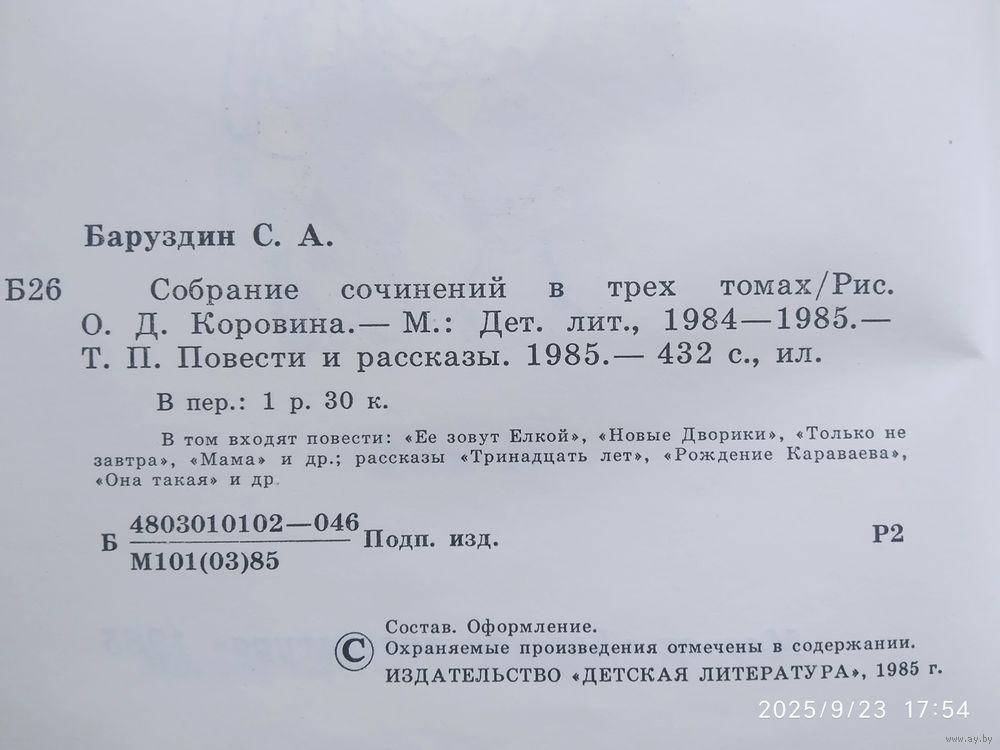 Баруздин С. А.
Б26 Собрание сочинений в трех томах/Рис.
О. Д. Коровина.— М.: Дет. лит., 1984—1985.—
Т. П. Повести и рассказы. 1985.— 432 с., ил.
В пер.: 1 р. 30 к.
В том входят повести: «Ее зовут Елкой», «Новые Дворики», «Только не
завтра», «Мама» и др.; рассказы «Тринадцать лет», «Рождение Караваева»,
«Она такая» и др.
4803010102—046
Б Подп. изд. Р2
М101(03)85
Состав. Оформление.
© Охраняемые произведения отмечены в содержании.
ИЗДАТЕЛЬСТВО «ДЕТСКАЯ ЛИТЕРАТУРА», 1985 г.
2025/9/23 17:54
www.ay.by